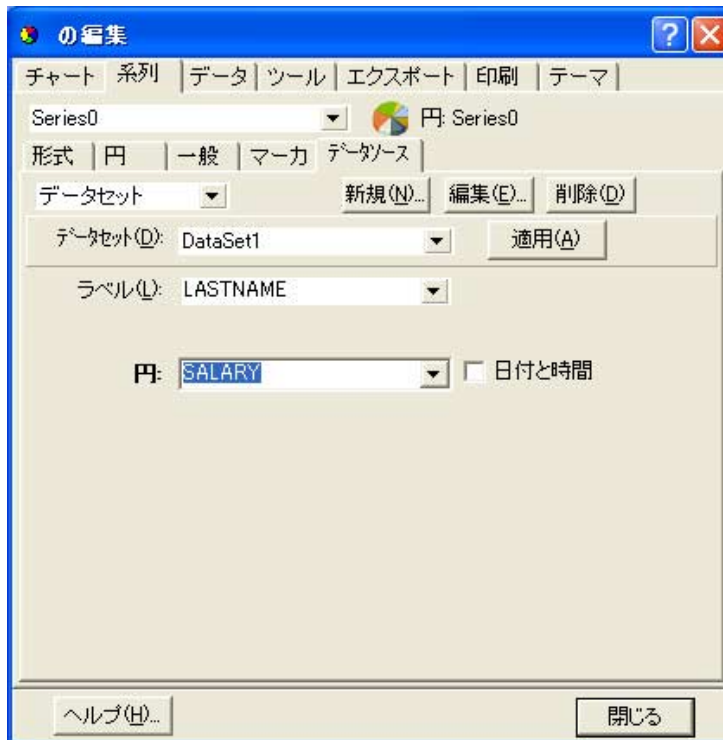 の編集
チャート 系列 データ ツール エクスポート 印刷 テーマ
Series0 円: Series0
形式 円 一般 マーカ データソース
データセット 新規(N)... 編集(E)... 削除(D)
データセット(D): DataSet1 適用(A)
ラベル(L): LASTNAME
円: SALARY 日付と時間
ヘルプ(H)... 閉じる